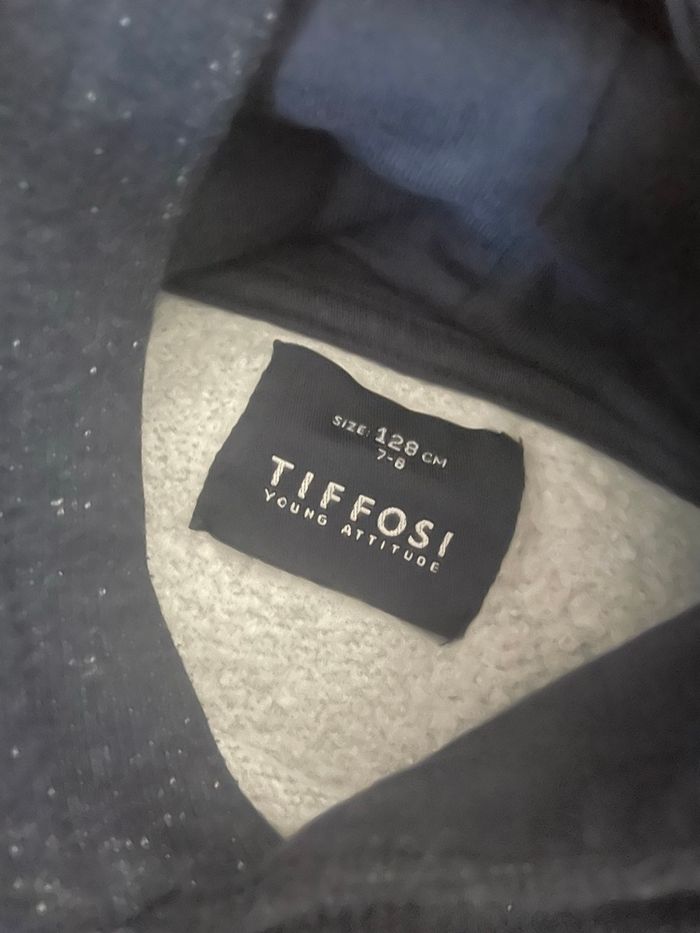 SIZE: 128 CM
7-8
TIFFOSI
YOUNG ATTITUDE